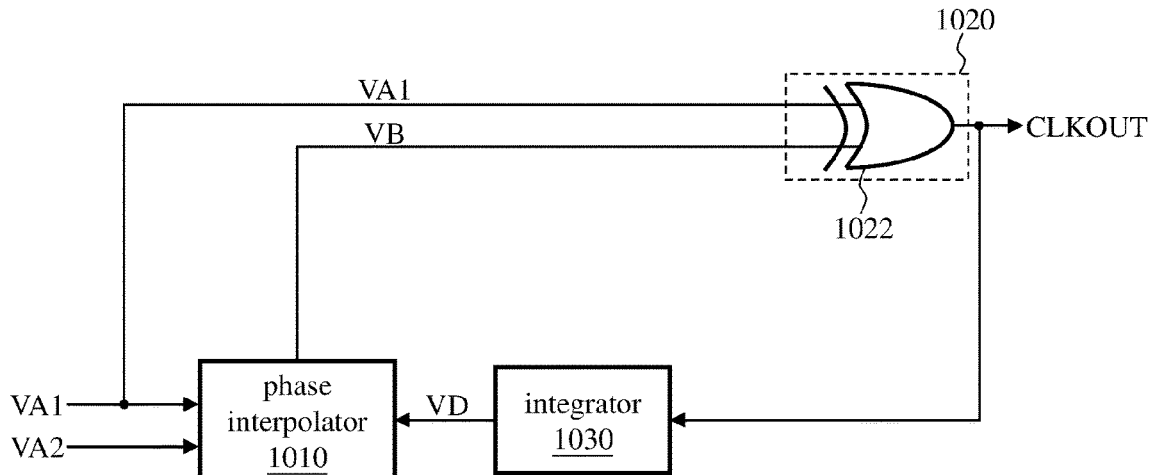 1020
VA1
VB
CLKOUT
1022
VA1
VA2
phase
interpolator
1010
VD
integrator
1030